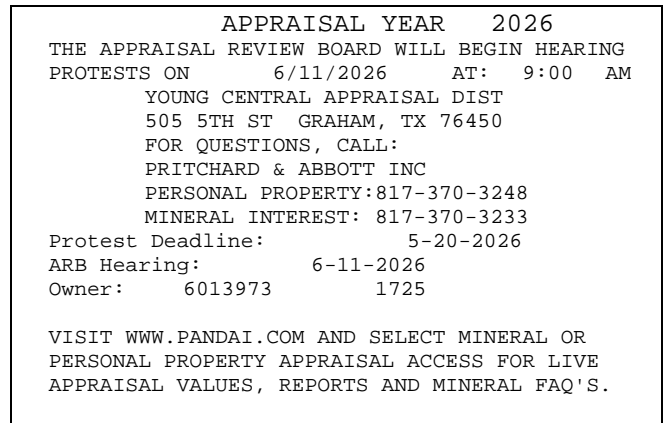 APPRAISAL YEAR 2026
THE APPRAISAL REVIEW BOARD WILL BEGIN HEARING
PROTESTS ON 6/11/2026 AT: 9:00 AM
YOUNG CENTRAL APPRAISAL DIST
505 5TH ST GRAHAM, TX 76450
FOR QUESTIONS, CALL:
PRITCHARD & ABBOTT INC
PERSONAL PROPERTY:817-370-3248
MINERAL INTEREST: 817-370-3233
Protest Deadline: 5-20-2026
ARB Hearing: 6-11-2026
Owner: 6013973 1725
VISIT WWW.PANDAI.COM AND SELECT MINERAL OR
PERSONAL PROPERTY APPRAISAL ACCESS FOR LIVE
APPRAISAL VALUES, REPORTS AND MINERAL FAQ'S.